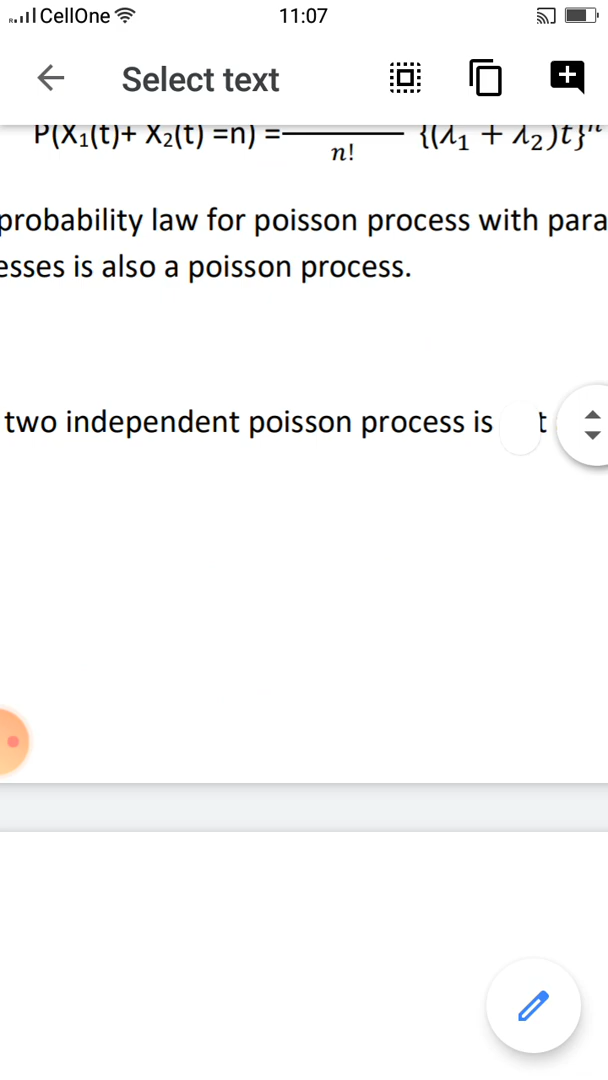 CellOne 11:07
Select text
P(X₁(t)+ X₂(t) =n) = n! {(λ₁ + λ₂)t}ⁿ
probability law for poisson process with para
esses is also a poisson process.
two independent poisson process is